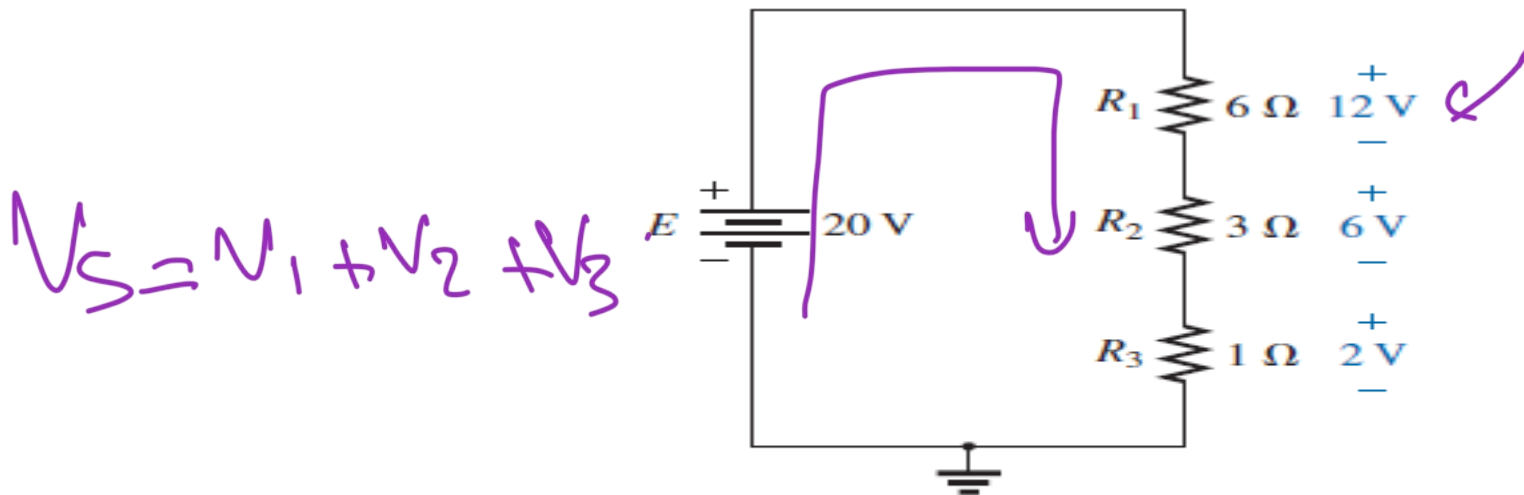 R₁ 6 Ω + 12 V −
Vs = V₁ + V₂ + V₃
E + − 20 V
R₂ 3 Ω + 6 V −
R₃ 1 Ω + 2 V −